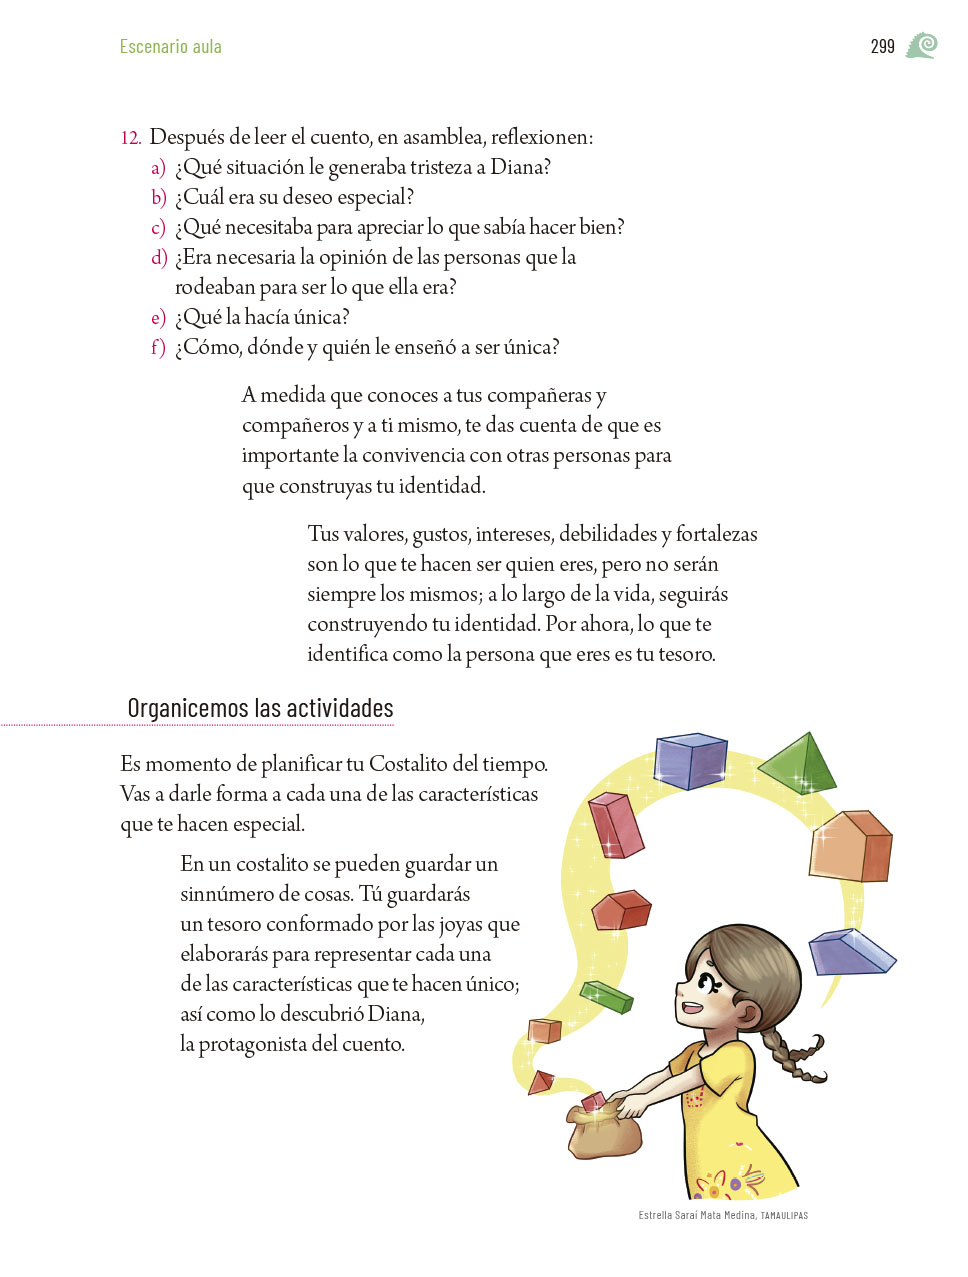 Escenario aula
299
12. Después de leer el cuento, en asamblea, reflexionen:
a) ¿Qué situación le generaba tristeza a Diana?
b) ¿Cuál era su deseo especial?
c) ¿Qué necesitaba para apreciar lo que sabía hacer bien?
d) ¿Era necesaria la opinión de las personas que la
rodeaban para ser lo que ella era?
e) ¿Qué la hacía única?
f) ¿Cómo, dónde y quién le enseñó a ser única?
A medida que conoces a tus compañeras y
compañeros y a ti mismo, te das cuenta de que es
importante la convivencia con otras personas para
que construyas tu identidad.
Tus valores, gustos, intereses, debilidades y fortalezas
son lo que te hacen ser quien eres, pero no serán
siempre los mismos; a lo largo de la vida, seguirás
construyendo tu identidad. Por ahora, lo que te
identifica como la persona que eres es tu tesoro.
Organicemos las actividades
Es momento de planificar tu Costalito del tiempo.
Vas a darle forma a cada una de las características
que te hacen especial.
En un costalito se pueden guardar un
sinnúmero de cosas. Tú guardarás
un tesoro conformado por las joyas que
elaborarás para representar cada una
de las características que te hacen único;
así como lo descubrió Diana,
la protagonista del cuento.
Estrella Saraí Mata Medina, TAMAULIPAS